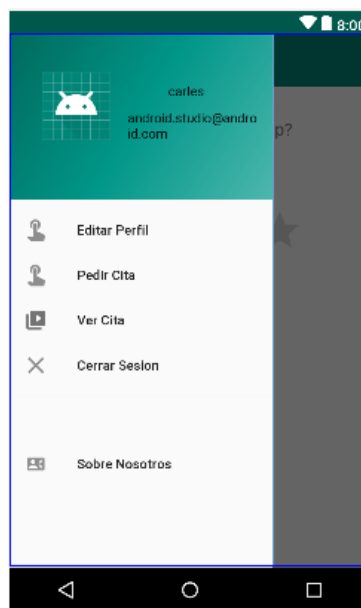 8:00
carles
android.studio@andro
id.com
p?
Editar Perfil
Pedir Cita
Ver Cita
Cerrar Sesion
Sobre Nosotros